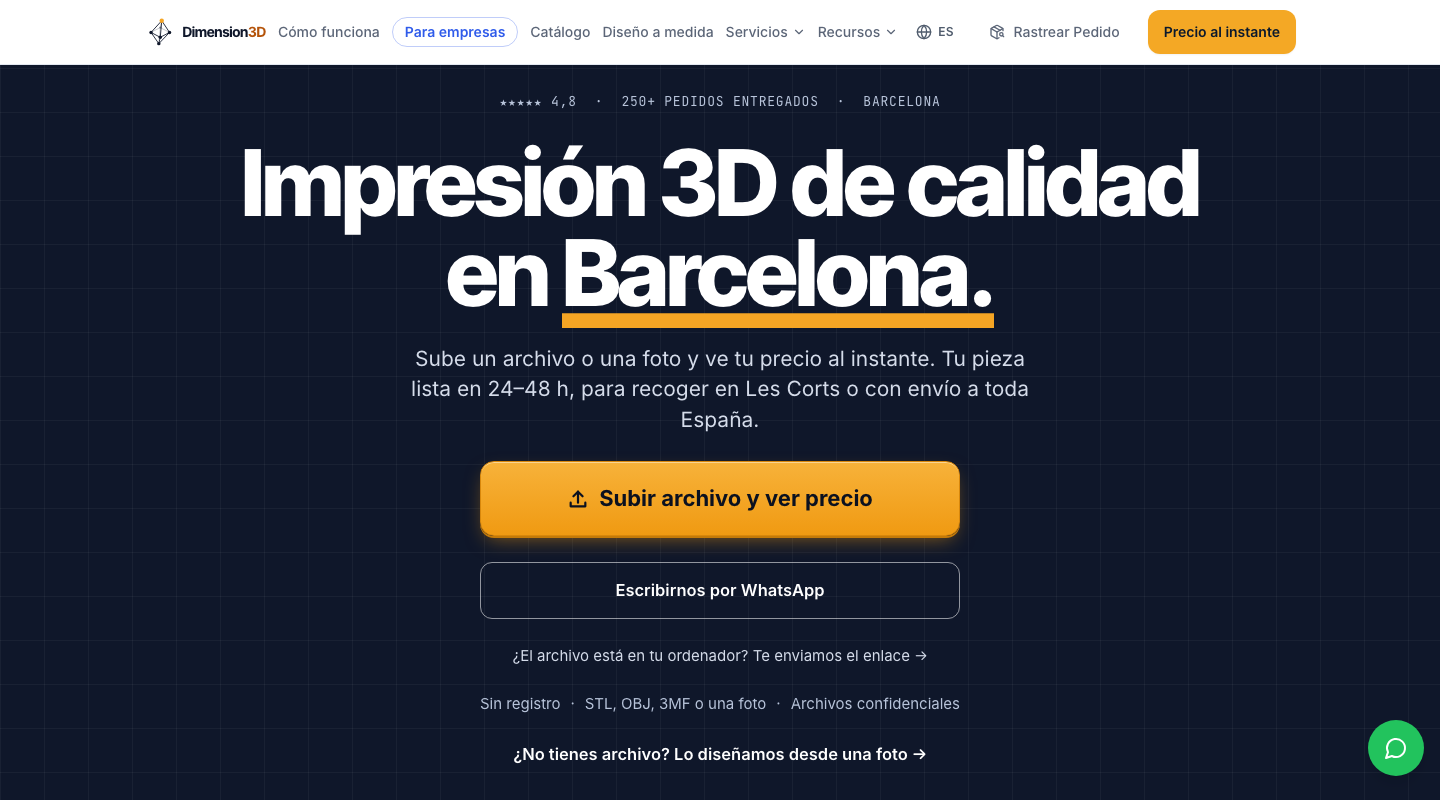 Dimension3D Cómo funciona Para empresas Catálogo Diseño a medida Servicios Recursos ES Rastrear Pedido Precio al instante
★★★★★ 4,8 · 250+ PEDIDOS ENTREGADOS · BARCELONA
Impresión 3D de calidad
en Barcelona.
Sube un archivo o una foto y ve tu precio al instante. Tu pieza
lista en 24–48 h, para recoger en Les Corts o con envío a toda
España.
Subir archivo y ver precio
Escribirnos por WhatsApp
¿El archivo está en tu ordenador? Te enviamos el enlace →
Sin registro · STL, OBJ, 3MF o una foto · Archivos confidenciales
¿No tienes archivo? Lo diseñamos desde una foto →